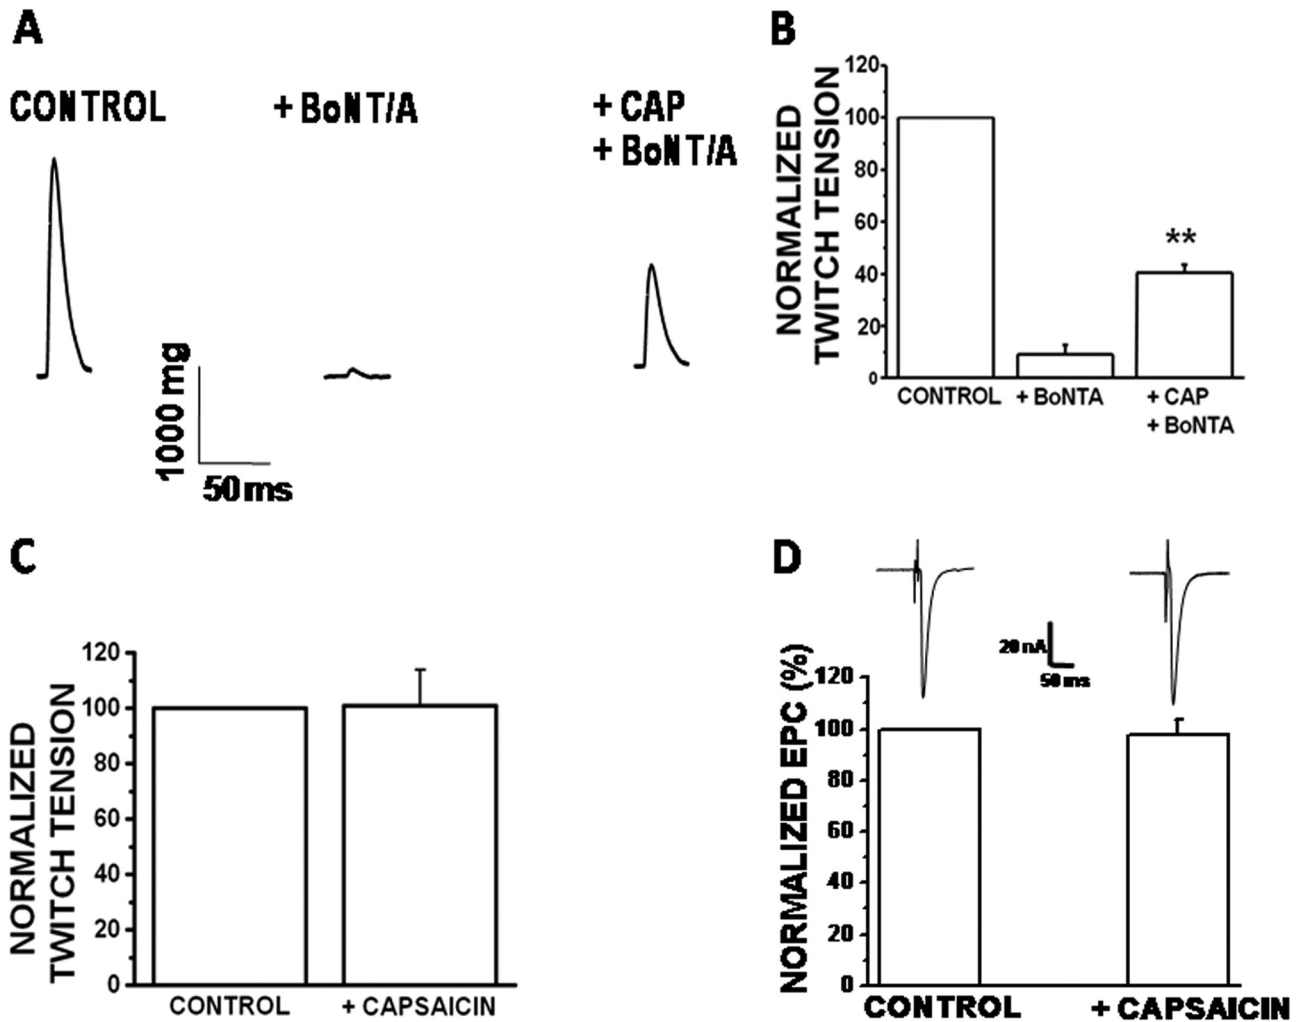 A
CONTROL
+ BoNT/A
+ CAP
+ BoNT/A
1000 mg
50 ms
B
NORMALIZED
TWITCH TENSION
120
100
80
60
40
20
0
**
CONTROL
+ BoNTA
+ CAP
+ BoNTA
C
NORMALIZED
TWITCH TENSION
120
100
80
60
40
20
0
CONTROL
+ CAPSAICIN
D
20 nA
50 ms
NORMALIZED EPC (%)
120
100
80
60
40
20
0
CONTROL
+ CAPSAICIN